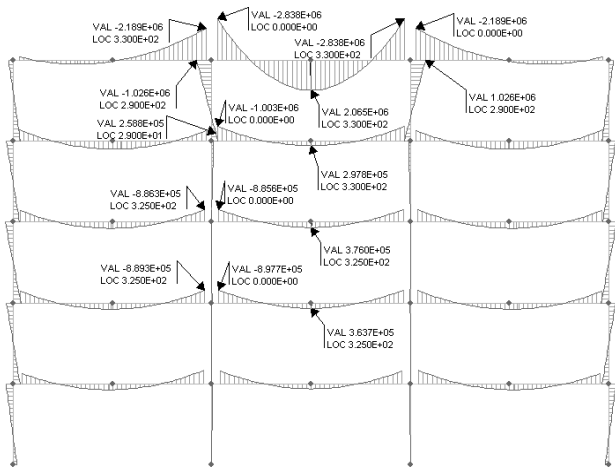 VAL -2.838E+06
LOC 0.000E+00
VAL -2.189E+06
LOC 3.300E+02
VAL -2.189E+06
LOC 0.000E+00
VAL -2.838E+06
LOC 3.300E+02
VAL -1.026E+06
LOC 2.900E+02
VAL -1.003E+06
LOC 0.000E+00
VAL 2.065E+06
LOC 3.300E+02
VAL 1.026E+06
LOC 2.900E+02
VAL 2.588E+05
LOC 2.900E+01
VAL 2.978E+05
LOC 3.300E+02
VAL -8.863E+05
LOC 3.250E+02
VAL -8.856E+05
LOC 0.000E+00
VAL 3.760E+05
LOC 3.250E+02
VAL -8.893E+05
LOC 3.250E+02
VAL -8.977E+05
LOC 0.000E+00
VAL 3.637E+05
LOC 3.250E+02